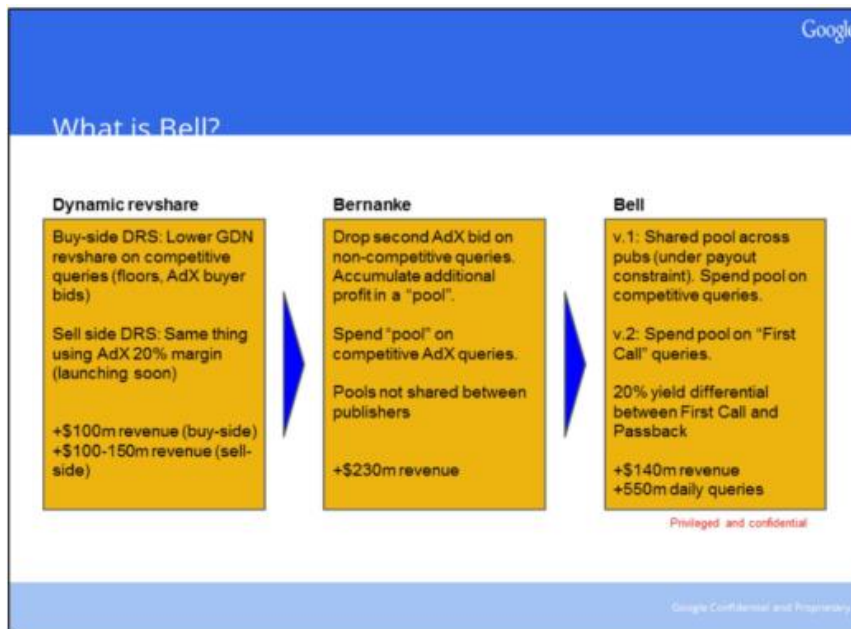 Google
What is Bell?
Dynamic revshare
Buy-side DRS: Lower GDN
revshare on competitive
queries (floors, AdX buyer
bids)
Sell side DRS: Same thing
using AdX 20% margin
(launching soon)
+$100m revenue (buy-side)
+$100-150m revenue (sell-
side)
Bernanke
Drop second AdX bid on
non-competitive queries.
Accumulate additional
profit in a “pool”.
Spend “pool” on
competitive AdX queries.
Pools not shared between
publishers
+$230m revenue
Bell
v.1: Shared pool across
pubs (under payout
constraint). Spend pool on
competitive queries.
v.2: Spend pool on “First
Call” queries.
20% yield differential
between First Call and
Passback
+$140m revenue
+550m daily queries
Privileged and confidential
Google Confidential and Proprietary